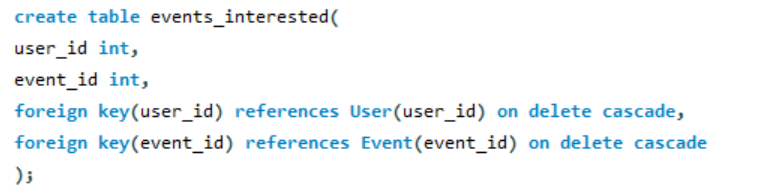 create table events_interested(
user_id int,
event_id int,
foreign key(user_id) references User(user_id) on delete cascade,
foreign key(event_id) references Event(event_id) on delete cascade
);